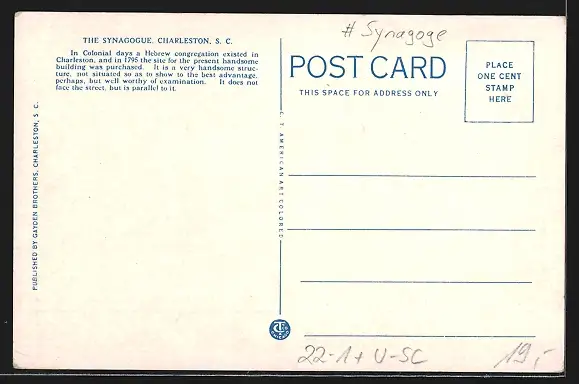 THE SYNAGOGUE. CHARLESTON, S. C.
In Colonial days a Hebrew congregation existed in
Charleston, and in 1795 the site for the present handsome
building was purchased. It is a very handsome struc-
ture, not situated so as to show to the best advantage,
perhaps, but well worthy of examination. It does not
face the street, but is parallel to it.
PUBLISHED BY GAYDEN BROTHERS, CHARLESTON, S. C.
C. T. AMERICAN ART COLORED
# Synagoge
POST CARD
THIS SPACE FOR ADDRESS ONLY
PLACE
ONE CENT
STAMP
HERE
22-1+ U-SC
19,-